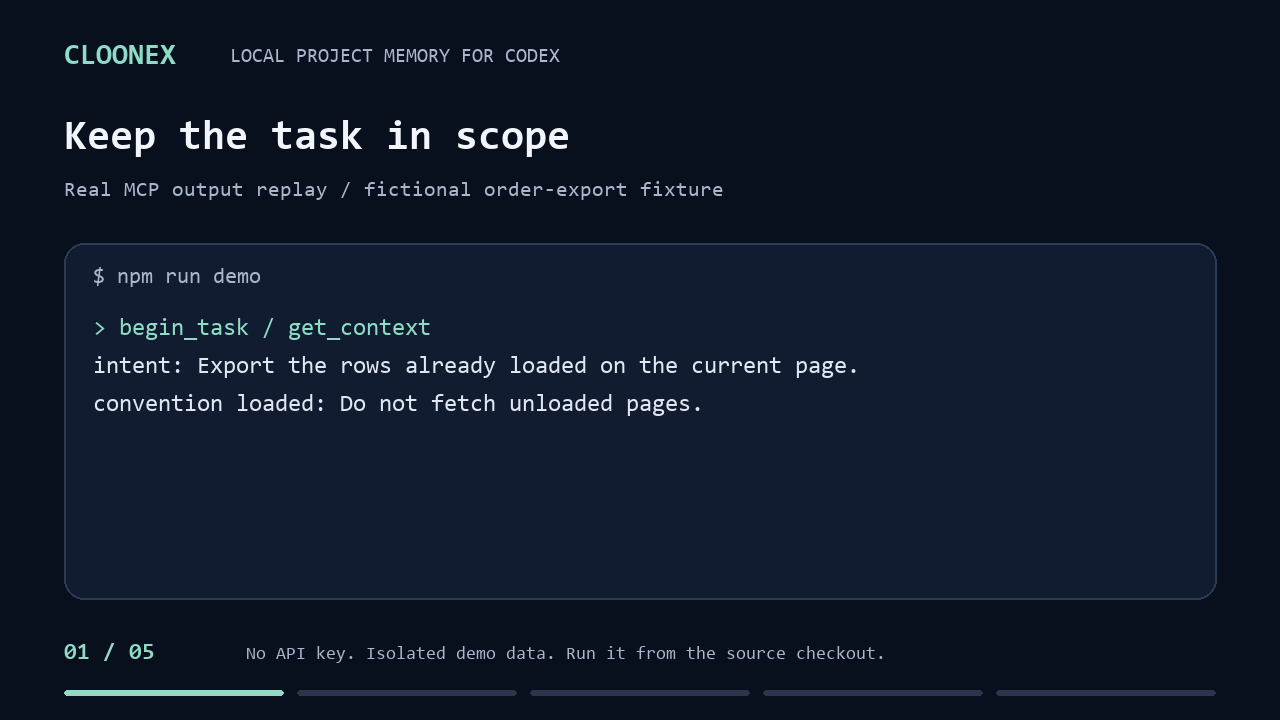 CLOONEX LOCAL PROJECT MEMORY FOR CODEX
Keep the task in scope
Real MCP output replay / fictional order-export fixture
$ npm run demo
> begin_task / get_context
intent: Export the rows already loaded on the current page.
convention loaded: Do not fetch unloaded pages.
01 / 05 No API key. Isolated demo data. Run it from the source checkout.